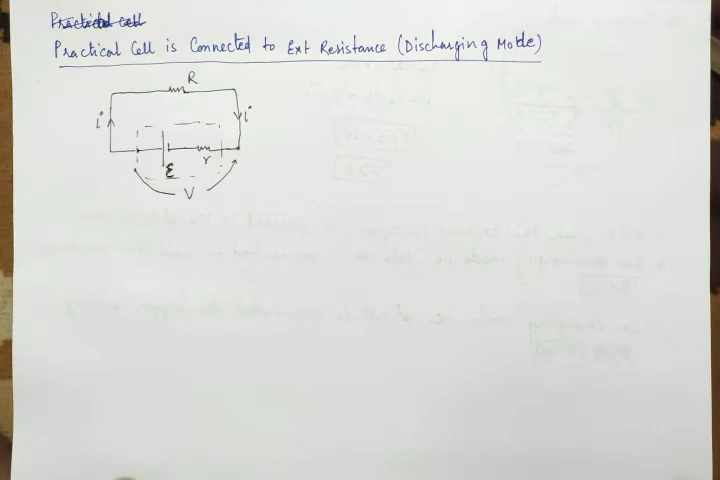 Practical cell
Practical Cell is Connected to Ext Resistance (Discharging Mode)
R
i
i
r
ε
V